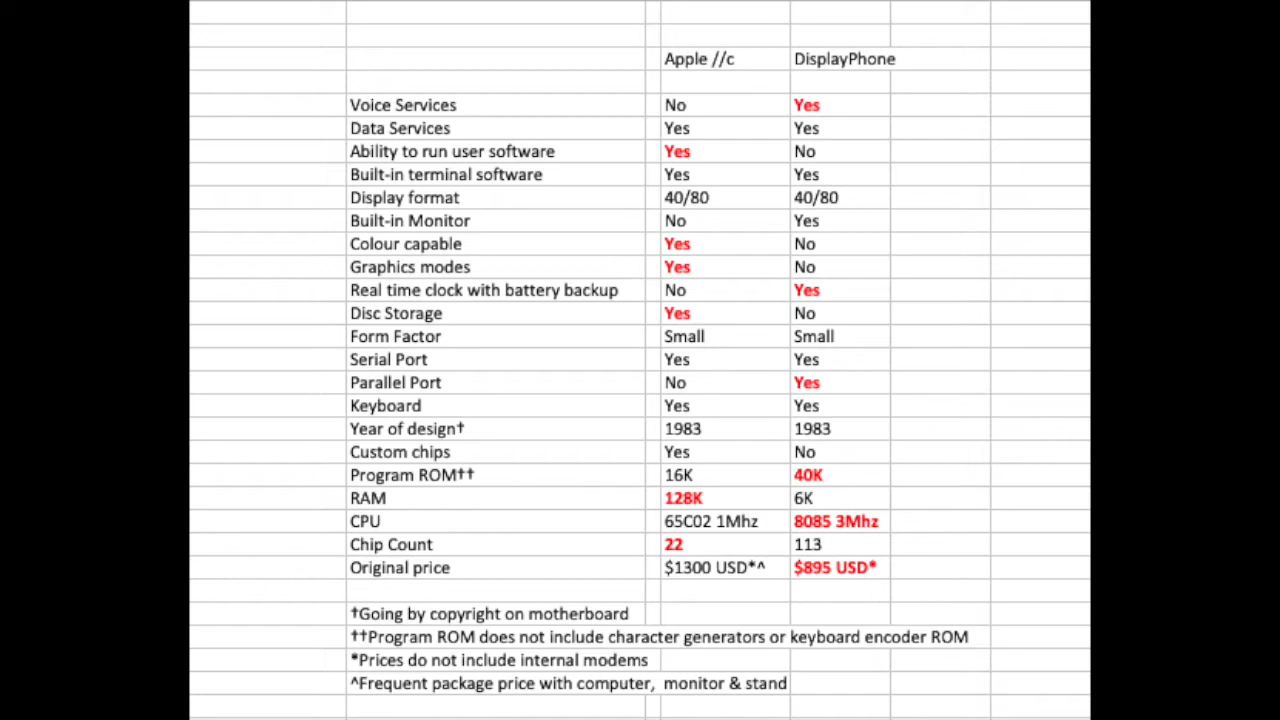 Apple //c DisplayPhone
Voice Services No Yes
Data Services Yes Yes
Ability to run user software Yes No
Built-in terminal software Yes Yes
Display format 40/80 40/80
Built-in Monitor No Yes
Colour capable Yes No
Graphics modes Yes No
Real time clock with battery backup No Yes
Disc Storage Yes No
Form Factor Small Small
Serial Port Yes Yes
Parallel Port No Yes
Keyboard Yes Yes
Year of design† 1983 1983
Custom chips Yes No
Program ROM†† 16K 40K
RAM 128K 6K
CPU 65C02 1Mhz 8085 3Mhz
Chip Count 22 113
Original price $1300 USD*^ $895 USD*
†Going by copyright on motherboard
††Program ROM does not include character generators or keyboard encoder ROM
*Prices do not include internal modems
^Frequent package price with computer, monitor & stand